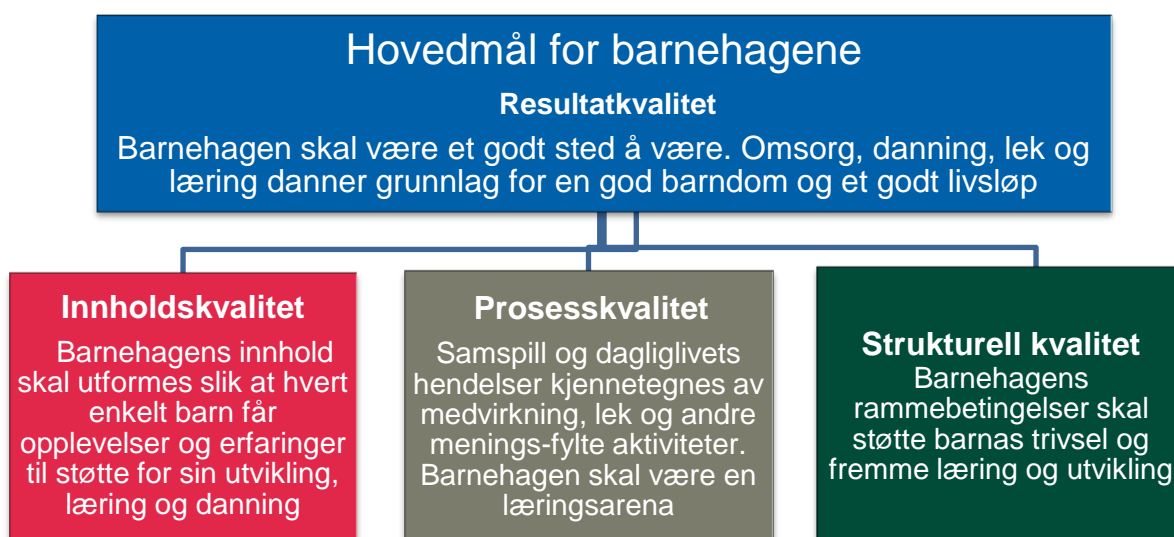 Hovedmål for barnehagene
Resultatkvalitet
Barnehagen skal være et godt sted å være. Omsorg, danning, lek og
læring danner grunnlag for en god barndom og et godt livsløp
Innholdskvalitet
Barnehagens innhold
skal utformes slik at hvert
enkelt barn får
opplevelser og erfaringer
til støtte for sin utvikling,
læring og danning
Prosesskvalitet
Samspill og dagliglivets
hendelser kjennetegnes av
medvirkning, lek og andre
menings-fylte aktiviteter.
Barnehagen skal være en
læringsarena
Strukturell kvalitet
Barnehagens
rammebetingelser skal
støtte barnas trivsel og
fremme læring og utvikling